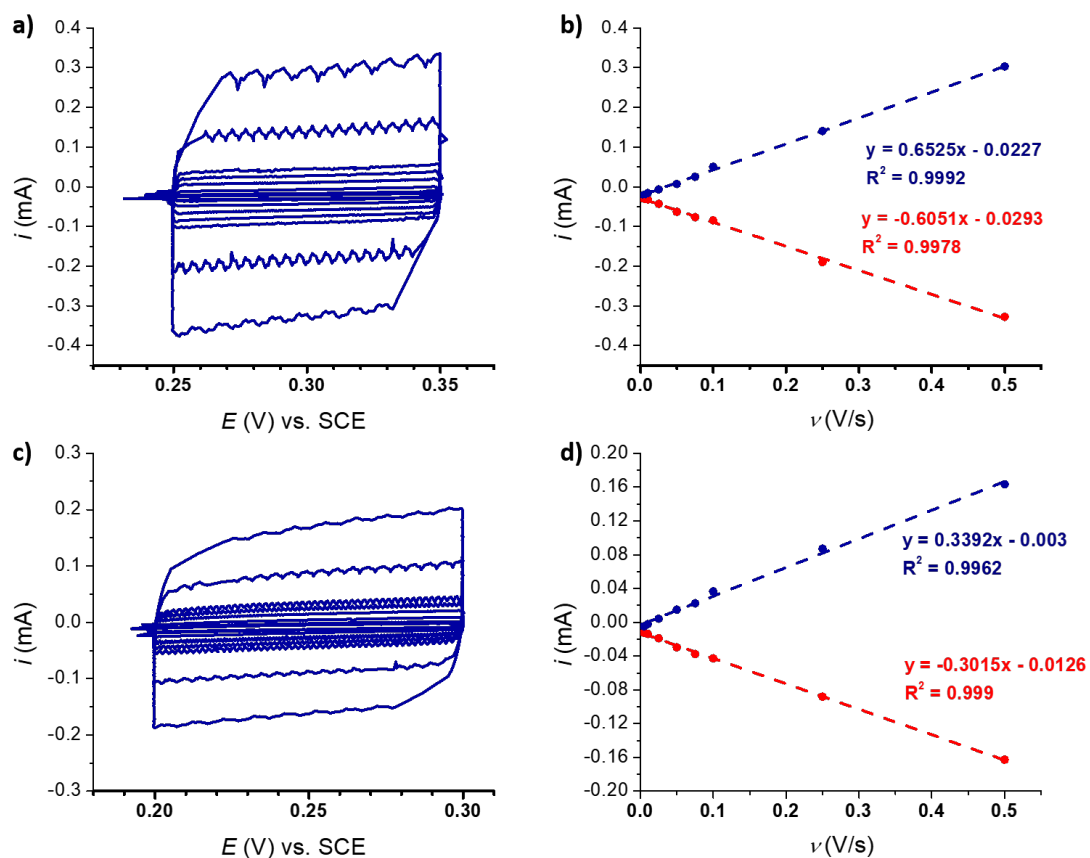 a)
0.4
0.3
0.2
0.1
0.0
-0.1
-0.2
-0.3
-0.4
i (mA)
0.25
0.30
0.35
E (V) vs. SCE
b)
0.4
0.3
0.2
0.1
0.0
-0.1
-0.2
-0.3
-0.4
i (mA)
y = 0.6525x - 0.0227
R² = 0.9992
y = -0.6051x - 0.0293
R² = 0.9978
0.0
0.1
0.2
0.3
0.4
0.5
ν (V/s)
c)
0.3
0.2
0.1
0.0
-0.1
-0.2
-0.3
i (mA)
0.20
0.25
0.30
E (V) vs. SCE
d)
0.20
0.16
0.12
0.08
0.04
0.00
-0.04
-0.08
-0.12
-0.16
-0.20
i (mA)
y = 0.3392x - 0.003
R² = 0.9962
y = -0.3015x - 0.0126
R² = 0.999
0.0
0.1
0.2
0.3
0.4
0.5
ν (V/s)